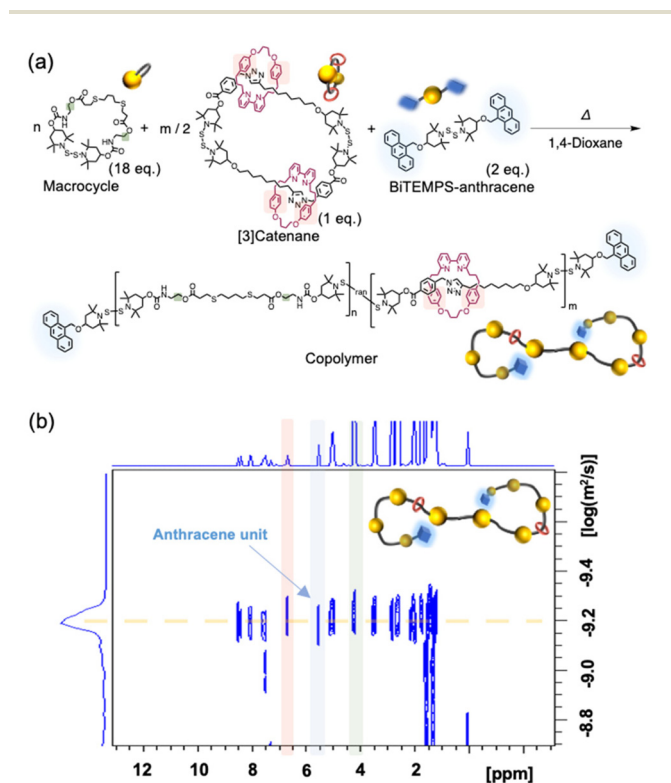 (a)
n
Macrocycle
(18 eq.)
+
m / 2
[3]Catenane
(1 eq.)
+
BiTEMPS-anthracene
(2 eq.)
Δ
1,4-Dioxane
ran
n
m
Copolymer
(b)
Anthracene unit
[log(m²/s)]
-9.4
-9.2
-9.0
-8.8
12 10 8 6 4 2 [ppm]